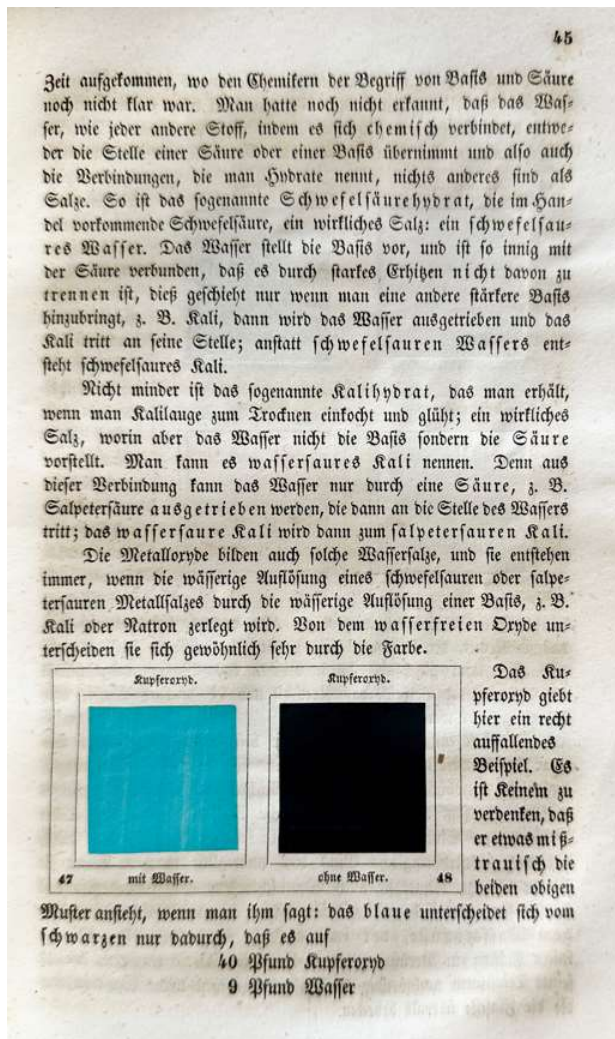 45
Zeit aufgekommen, wo den Chemikern der Begriff von Basis und Säure
noch nicht klar war. Man hatte noch nicht erkannt, daß das Was-
ser, wie jeder andere Stoff, indem es sich chemisch verbindet, entwe-
der die Stelle einer Säure oder einer Basis übernimmt und also auch
die Verbindungen, die man Hydrate nennt, nichts anderes sind als
Salze. So ist das sogenannte Schwefelsäurehydrat, die im Han-
del vorkommende Schwefelsäure, ein wirkliches Salz: ein schwefelsau-
res Wasser. Das Wasser stellt die Basis vor, und ist so innig mit
der Säure verbunden, daß es durch starkes Erhitzen nicht davon zu
trennen ist, dieß geschieht nur wenn man eine andere stärkere Basis
hinzubringt, z. B. Kali, dann wird das Wasser ausgetrieben und das
Kali tritt an seine Stelle; anstatt schwefelsauren Wassers ent-
steht schwefelsaures Kali.
Nicht minder ist das sogenannte Kalihydrat, das man erhält,
wenn man Kalilauge zum Trocknen einkocht und glüht; ein wirkliches
Salz, worin aber das Wasser nicht die Basis sondern die Säure
vorstellt. Man kann es wassersaures Kali nennen. Denn aus
dieser Verbindung kann das Wasser nur durch eine Säure, z. B.
Salpetersäure ausgetrieben werden, die dann an die Stelle des Wassers
tritt; das wassersaure Kali wird dann zum salpetersauren Kali.
Die Metalloxyde bilden auch solche Wassersalze, und sie entstehen
immer, wenn die wässerige Auflösung eines schwefelsauren oder salpe-
tersauren Metallsalzes durch die wässerige Auflösung einer Basis, z. B.
Kali oder Natron zerlegt wird. Von dem wasserfreien Oxyde un-
terscheiden sie sich gewöhnlich sehr durch die Farbe.
Kupferoxyd.
47 mit Wasser.
Kupferoxyd.
ohne Wasser. 48
Das Ku-
pferoxyd giebt
hier ein recht
auffallendes
Beispiel. Es
ist Keinem zu
verdenken, daß
er etwas miß-
trauisch die
beiden obigen
Muster ansieht, wenn man ihm sagt: das blaue unterscheidet sich vom
schwarzen nur dadurch, daß es auf
40 Pfund Kupferoxyd
9 Pfund Wasser